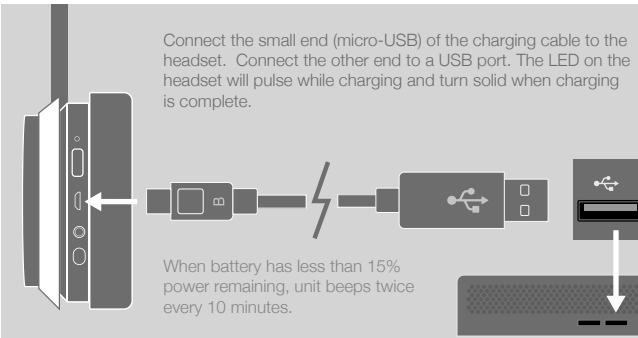 Connect the small end (micro-USB) of the charging cable to the
headset.  Connect the other end to a USB port. The LED on the
headset will pulse while charging and turn solid when charging
is complete.
B
When battery has less than 15%
power remaining, unit beeps twice
every 10 minutes.